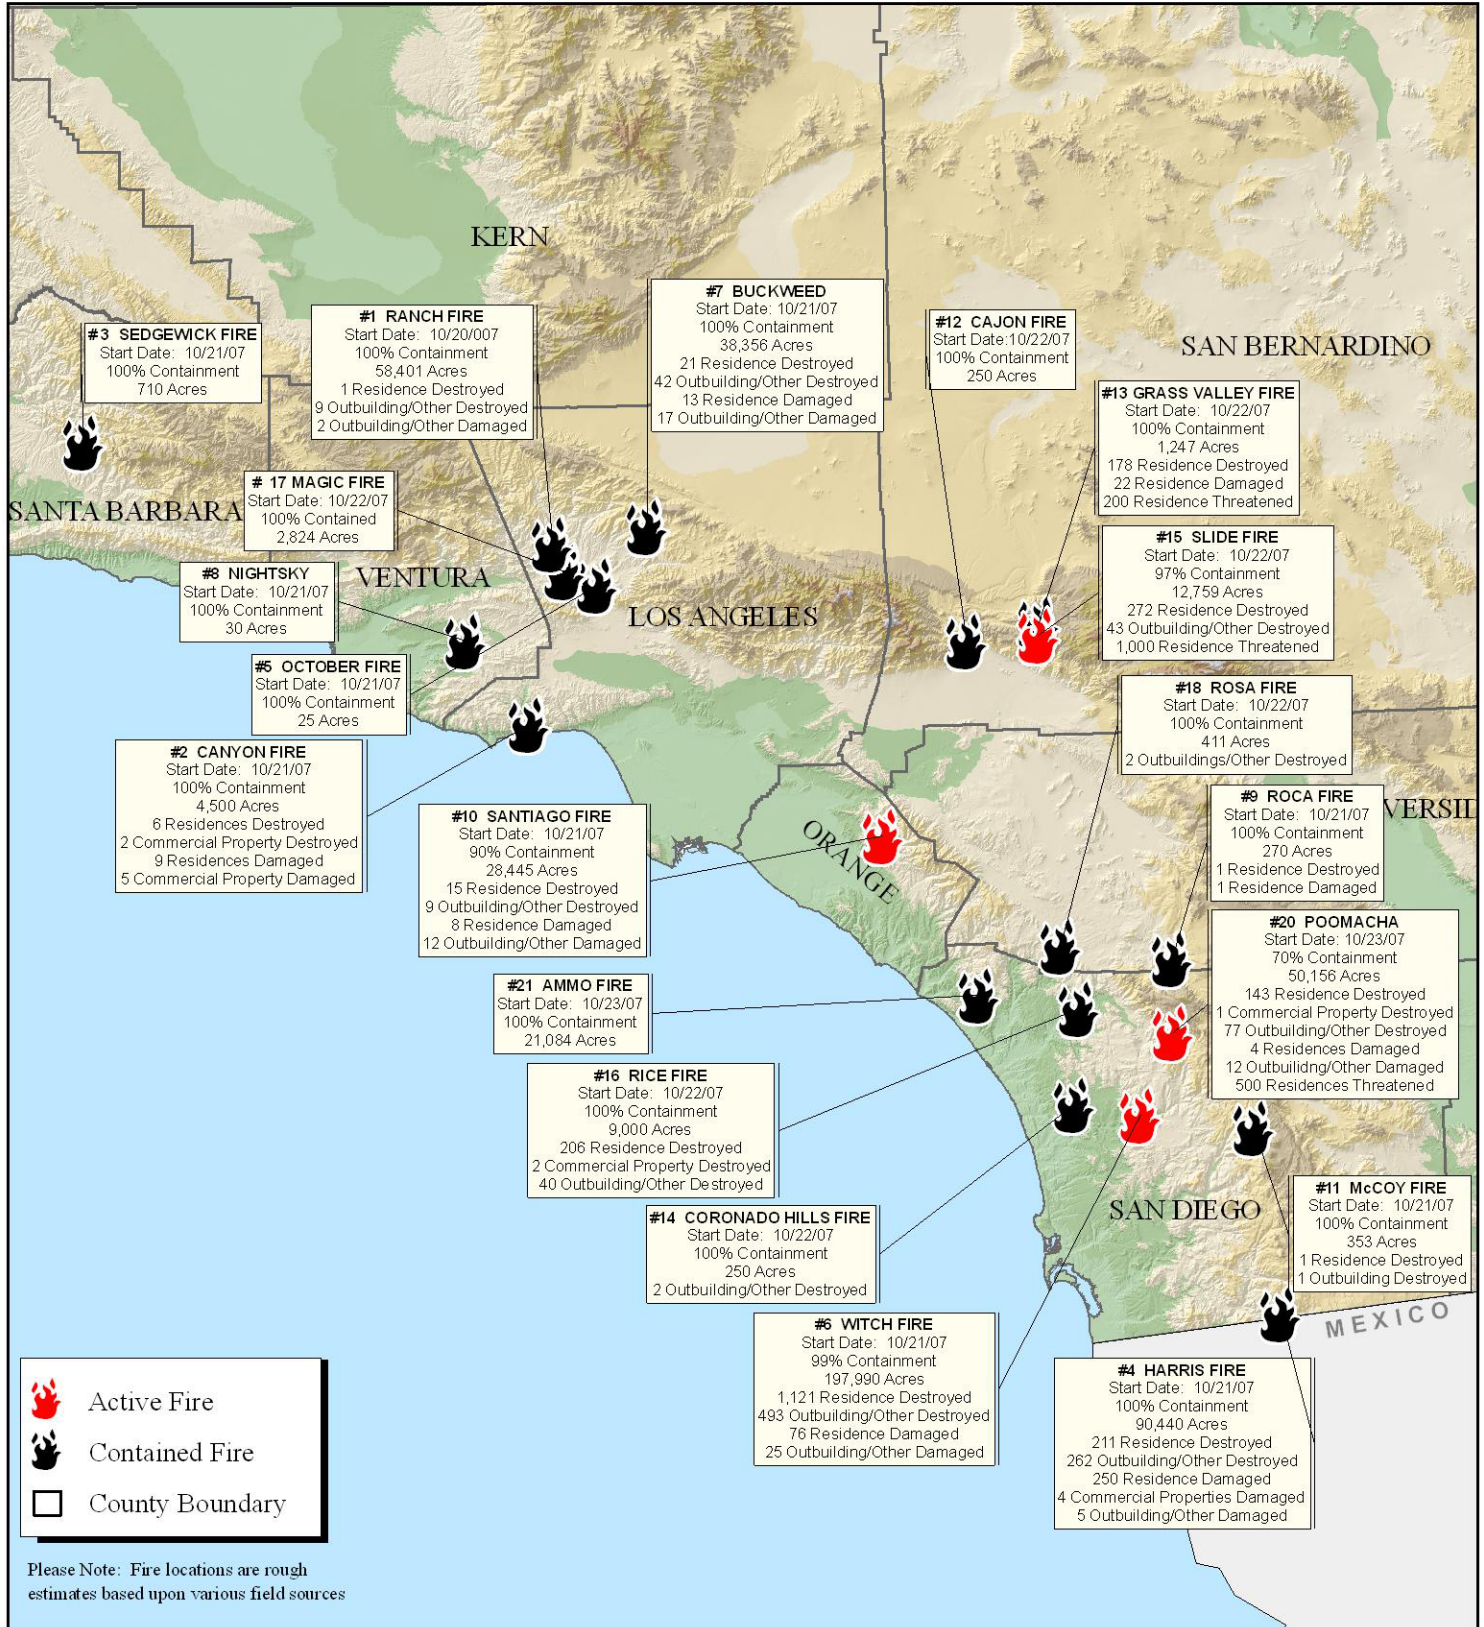 KERN
SAN BERNARDINO
SANTA BARBARA
VENTURA
LOS ANGELES
ORANGE
VERSID
SAN DIEGO
MEXICO
#3 SEDGEWICK FIRE
Start Date: 10/21/07
100% Containment
710 Acres
#1 RANCH FIRE
Start Date: 10/20/007
100% Containment
58,401 Acres
1 Residence Destroyed
9 Outbuilding/Other Destroyed
2 Outbuilding/Other Damaged
#7 BUCKWEED
Start Date: 10/21/07
100% Containment
38,356 Acres
21 Residence Destroyed
42 Outbuilding/Other Destroyed
13 Residence Damaged
17 Outbuilding/Other Damaged
#12 CAJON FIRE
Start Date:10/22/07
100% Containment
250 Acres
#13 GRASS VALLEY FIRE
Start Date: 10/22/07
100% Containment
1,247 Acres
178 Residence Destroyed
22 Residence Damaged
200 Residence Threatened
# 17 MAGIC FIRE
Start Date: 10/22/07
100% Contained
2,824 Acres
#15 SLIDE FIRE
Start Date: 10/22/07
97% Containment
12,759 Acres
272 Residence Destroyed
43 Outbuilding/Other Destroyed
1,000 Residence Threatened
#8 NIGHTSKY
Start Date: 10/21/07
100% Containment
30 Acres
#5 OCTOBER FIRE
Start Date: 10/21/07
100% Containment
25 Acres
#18 ROSA FIRE
Start Date: 10/22/07
100% Containment
411 Acres
2 Outbuildings/Other Destroyed
#2 CANYON FIRE
Start Date: 10/21/07
100% Containment
4,500 Acres
6 Residences Destroyed
2 Commercial Property Destroyed
9 Residences Damaged
5 Commercial Property Damaged
#10 SANTIAGO FIRE
Start Date: 10/21/07
90% Containment
28,445 Acres
15 Residence Destroyed
9 Outbuilding/Other Destroyed
8 Residence Damaged
12 Outbuilding/Other Damaged
#9 ROCA FIRE
Start Date: 10/21/07
100% Containment
270 Acres
1 Residence Destroyed
1 Residence Damaged
#20 POOMACHA
Start Date: 10/23/07
70% Containment
50,156 Acres
143 Residence Destroyed
1 Commercial Property Destroyed
77 Outbuilding/Other Destroyed
4 Residences Damaged
12 Outbuiling/Other Damaged
500 Residences Threatened
#21 AMMO FIRE
Start Date: 10/23/07
100% Containment
21,084 Acres
#16 RICE FIRE
Start Date: 10/22/07
100% Containment
9,000 Acres
206 Residence Destroyed
2 Commercial Property Destroyed
40 Outbuilding/Other Destroyed
#14 CORONADO HILLS FIRE
Start Date: 10/22/07
100% Containment
250 Acres
2 Outbuilding/Other Destroyed
#11 McCOY FIRE
Start Date: 10/21/07
100% Containment
353 Acres
1 Residence Destroyed
1 Outbuilding Destroyed
#6 WITCH FIRE
Start Date: 10/21/07
99% Containment
197,990 Acres
1,121 Residence Destroyed
493 Outbuilding/Other Destroyed
76 Residence Damaged
25 Outbuilding/Other Damaged
#4 HARRIS FIRE
Start Date: 10/21/07
100% Containment
90,440 Acres
211 Residence Destroyed
262 Outbuilding/Other Destroyed
250 Residence Damaged
4 Commercial Properties Damaged
5 Outbuilding/Other Damaged
Active Fire
Contained Fire
County Boundary
Please Note: Fire locations are rough
estimates based upon various field sources